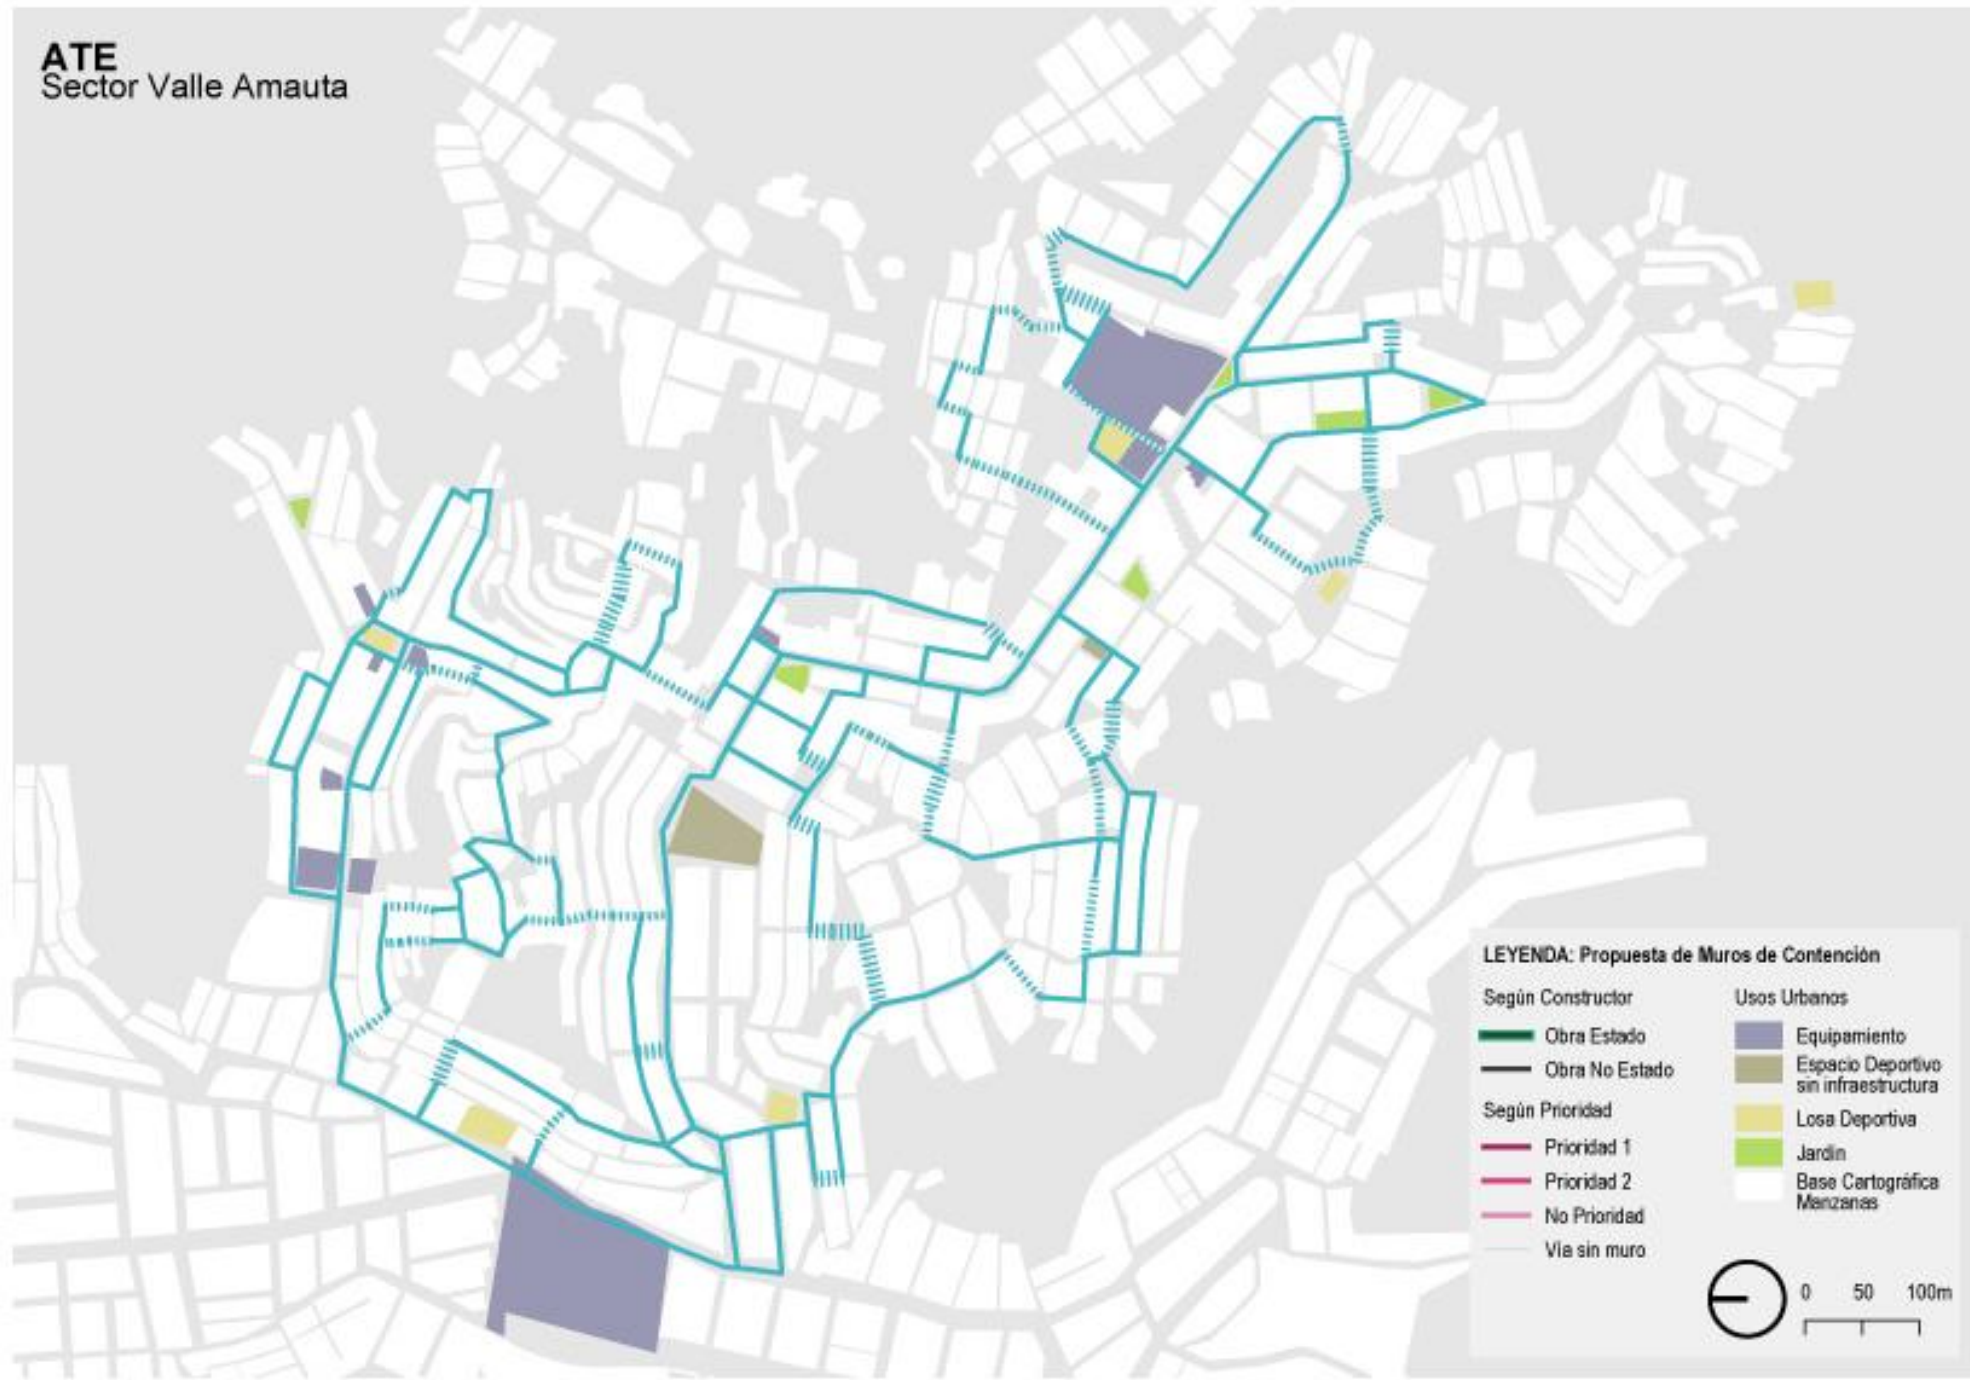 ATE
Sector Valle Amauta
LEYENDA: Propuesta de Muros de Contención
Según Constructor
Obra Estado
Obra No Estado
Según Prioridad
Prioridad 1
Prioridad 2
No Prioridad
Via sin muro
Usos Urbanos
Equipamiento
Espacio Deportivo
sin infraestructura
Losa Deportiva
Jardin
Base Cartográfica
Manzanas
0 50 100m